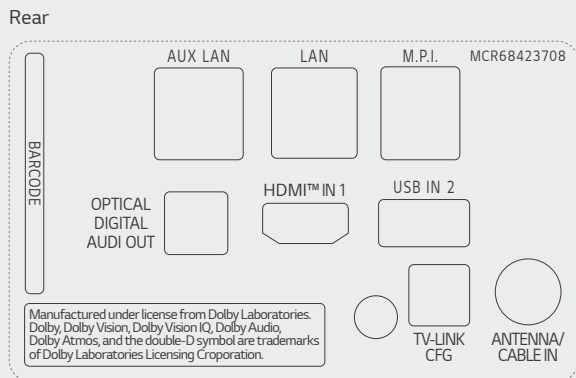 Rear
AUX LAN
LAN
M.P.I.
MCR68423708
BARCODE
OPTICAL
DIGITAL
AUDI OUT
HDMI™ IN 1
USB IN 2
Manufactured under license from Dolby Laboratories.
Dolby, Dolby Vision, Dolby Vision IQ, Dolby Audio,
Dolby Atmos, and the double-D symbol are trademarks
of Dolby Laboratories Licensing Croporation.
TV-LINK
CFG
ANTENNA/
CABLE IN